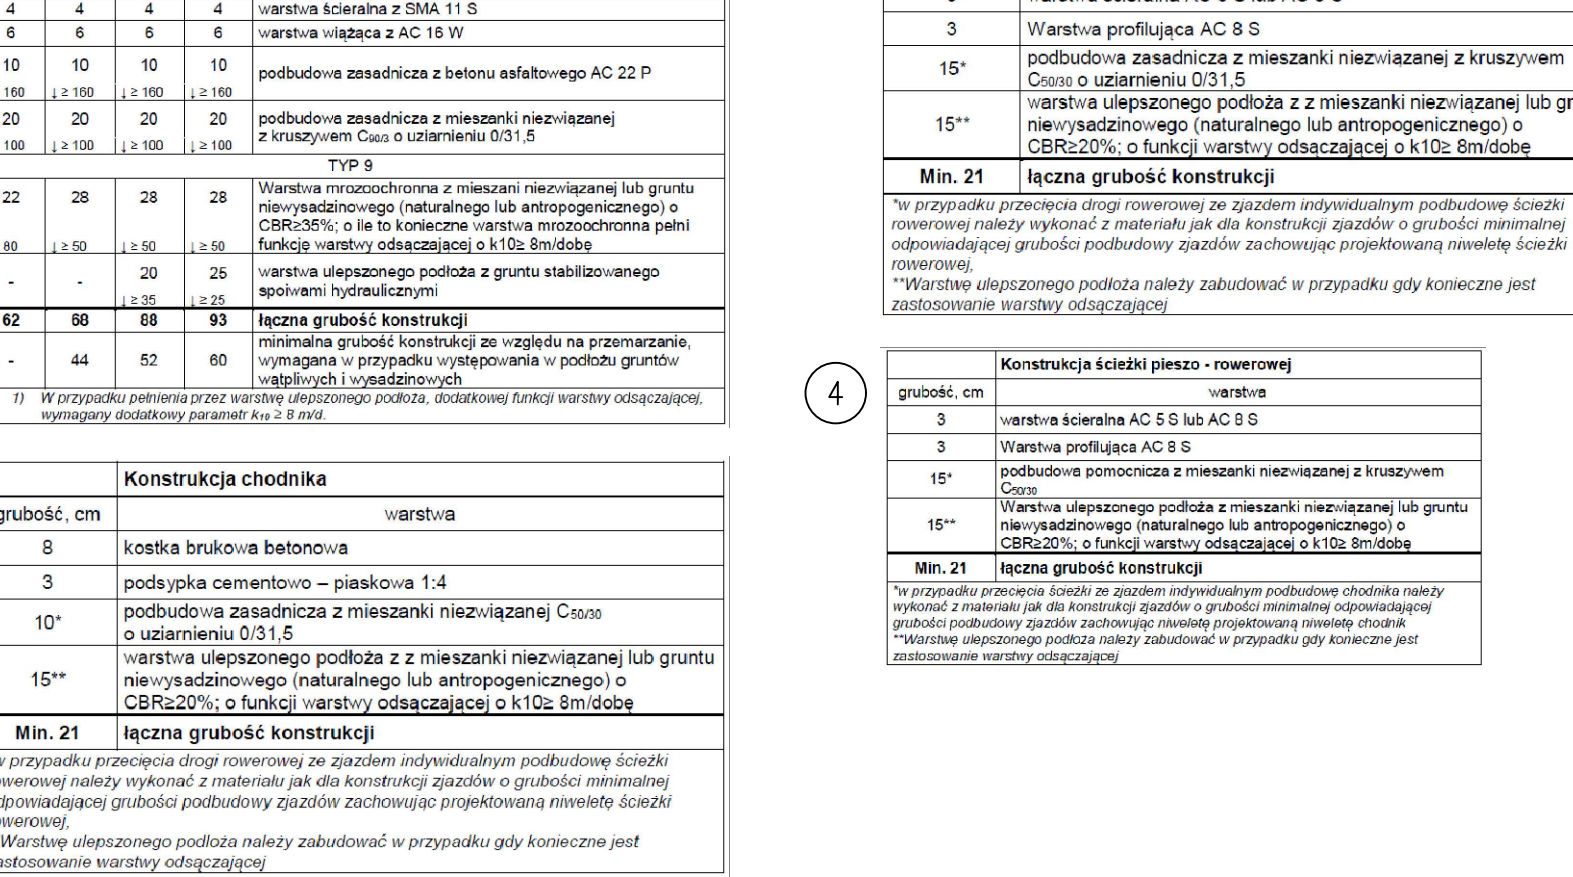 4 4 4 4 warstwa ścieralna z SMA 11 S
6 6 6 6 warstwa wiążąca z AC 16 W
10 10 10 10 podbudowa zasadnicza z betonu asfaltowego AC 22 P
160 ↓ ≥ 160 ↓ ≥ 160 ↓ ≥ 160
20 20 20 20 podbudowa zasadnicza z mieszanki niezwiązanej
z kruszywem C90/3 o uziarnieniu 0/31,5
100 ↓ ≥ 100 ↓ ≥ 100 ↓ ≥ 100
TYP 9
22 28 28 28 Warstwa mrozoochronna z mieszani niezwiązanej lub gruntu
niewysadzinowego (naturalnego lub antropogenicznego) o
CBR≥35%; o ile to konieczne warstwa mrozoochronna pełni
80 ↓ ≥ 50 ↓ ≥ 50 ↓ ≥ 50 funkcję warstwy odsączającej o k10≥ 8m/dobę
- - 20 25 warstwa ulepszonego podłoża z gruntu stabilizowanego
spoiwami hydraulicznymi
↓ ≥ 35 ↓ ≥ 25
62 68 88 93 łączna grubość konstrukcji
minimalna grubość konstrukcji ze względu na przemarzanie,
- 44 52 60 wymagana w przypadku występowania w podłożu gruntów
wątpliwych i wysadzinowych
1) W przypadku pełnienia przez warstwę ulepszonego podłoża, dodatkowej funkcji warstwy odsączającej,
wymagany dodatkowy parametr k10 ≥ 8 m/d.
Konstrukcja chodnika
grubość, cm warstwa
8 kostka brukowa betonowa
3 podsypka cementowo – piaskowa 1:4
10* podbudowa zasadnicza z mieszanki niezwiązanej C50/30
o uziarnieniu 0/31,5
warstwa ulepszonego podłoża z z mieszanki niezwiązanej lub gruntu
15** niewysadzinowego (naturalnego lub antropogenicznego) o
CBR≥20%; o funkcji warstwy odsączającej o k10≥ 8m/dobę
Min. 21 łączna grubość konstrukcji
w przypadku przecięcia drogi rowerowej ze zjazdem indywidualnym podbudowę ścieżki
owerowej należy wykonać z materiału jak dla konstrukcji zjazdów o grubości minimalnej
dpowiadającej grubości podbudowy zjazdów zachowując projektowaną niweletę ścieżki
owerowej,
Warstwę ulepszonego podłoża należy zabudować w przypadku gdy konieczne jest
astosowanie warstwy odsączającej
3 Warstwa profilująca AC 8 S
15* podbudowa zasadnicza z mieszanki niezwiązanej z kruszywem
C50/30 o uziarnieniu 0/31,5
warstwa ulepszonego podłoża z z mieszanki niezwiązanej lub gr
15** niewysadzinowego (naturalnego lub antropogenicznego) o
CBR≥20%; o funkcji warstwy odsączającej o k10≥ 8m/dobę
Min. 21 łączna grubość konstrukcji
*w przypadku przecięcia drogi rowerowej ze zjazdem indywidualnym podbudowę ścieżki
rowerowej należy wykonać z materiału jak dla konstrukcji zjazdów o grubości minimalnej
odpowiadającej grubości podbudowy zjazdów zachowując projektowaną niweletę ścieżki
rowerowej,
**Warstwę ulepszonego podłoża należy zabudować w przypadku gdy konieczne jest
zastosowanie warstwy odsączającej
4
Konstrukcja ścieżki pieszo - rowerowej
grubość, cm warstwa
3 warstwa ścieralna AC 5 S lub AC 8 S
3 Warstwa profilująca AC 8 S
15* podbudowa pomocnicza z mieszanki niezwiązanej z kruszywem
C50/30
Warstwa ulepszonego podłoża z mieszanki niezwiązanej lub gruntu
15** niewysadzinowego (naturalnego lub antropogenicznego) o
CBR≥20%; o funkcji warstwy odsączającej o k10≥ 8m/dobę
Min. 21 łączna grubość konstrukcji
*w przypadku przecięcia ścieżki ze zjazdem indywidualnym podbudowę chodnika należy
wykonać z materiału jak dla konstrukcji zjazdów o grubości minimalnej odpowiadającej
grubości podbudowy zjazdów zachowując niweletę projektowaną niweletę chodnik
**Warstwę ulepszonego podłoża należy zabudować w przypadku gdy konieczne jest
zastosowanie warstwy odsączającej